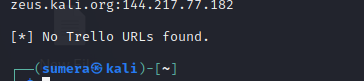 zeus.kali.org:144.217.77.182
[*] No Trello URLs found.
┌──(sumera㉿kali)-[~]